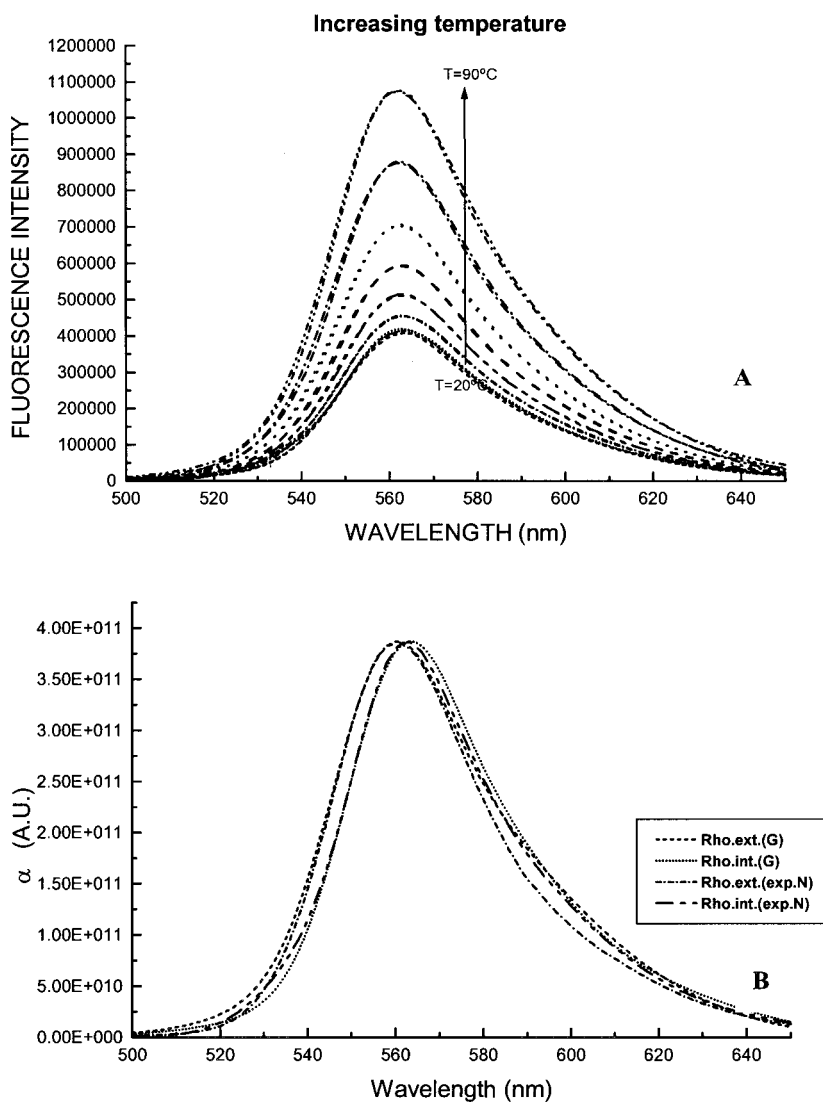 Increasing temperature
FLUORESCENCE INTENSITY
1200000
1100000
1000000
900000
800000
700000
600000
500000
400000
300000
200000
100000
0
T=90ºC
T=20ºC
A
500
520
540
560
580
600
620
640
WAVELENGTH (nm)
α (A.U.)
4.00E+011
3.50E+011
3.00E+011
2.50E+011
2.00E+011
1.50E+011
1.00E+011
5.00E+010
0.00E+000
Rho.ext.(G)
Rho.int.(G)
Rho.ext.(exp.N)
Rho.int.(exp.N)
B
500
520
540
560
580
600
620
640
Wavelength (nm)